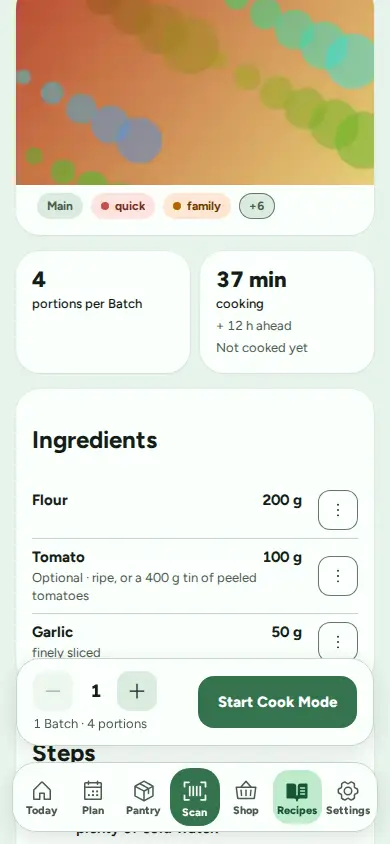 Main
quick
family
+6
4
portions per Batch
37 min
cooking
+ 12 h ahead
Not cooked yet
Ingredients
Flour
200 g
Tomato
100 g
Optional · ripe, or a 400 g tin of peeled
tomatoes
Garlic
50 g
finely sliced
1
1 Batch · 4 portions
Start Cook Mode
Steps
Today
Plan
Pantry
Scan
Shop
Recipes
Settings